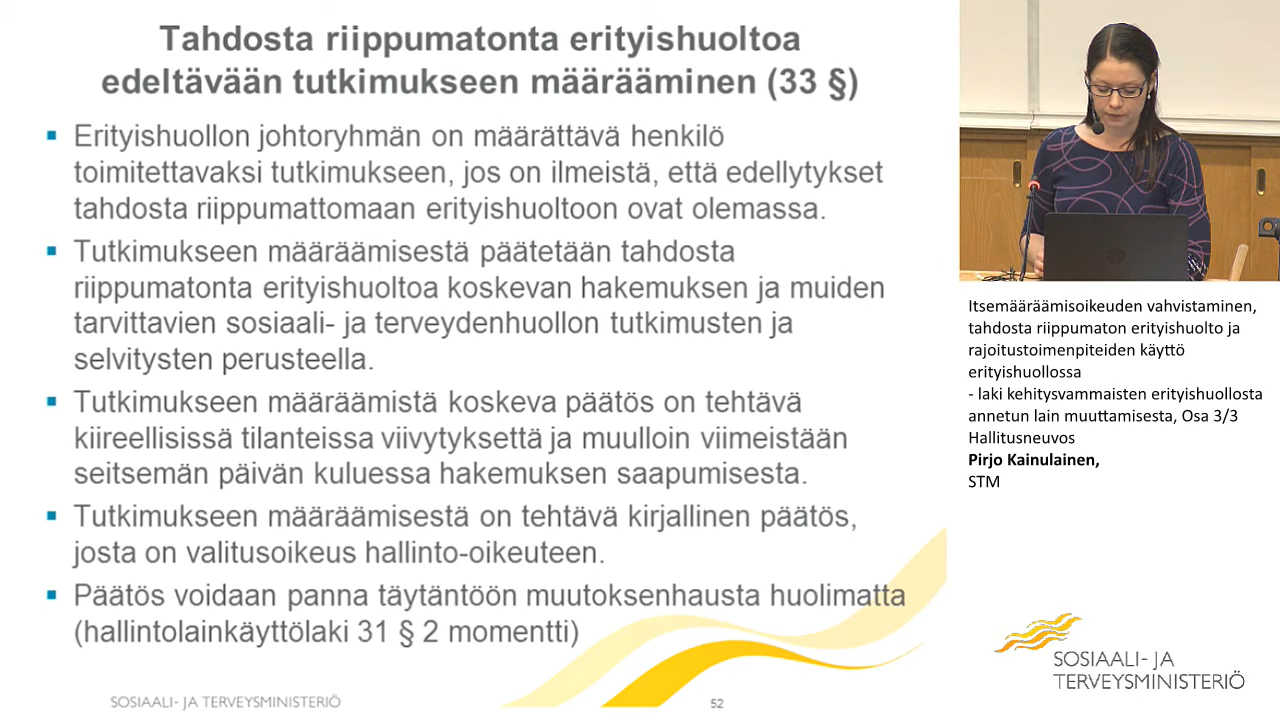 Tahdosta riippumatonta erityishuoltoa
edeltävään tutkimukseen määrääminen (33 §)
▪ Erityishuollon johtoryhmän on määrättävä henkilö
toimitettavaksi tutkimukseen, jos on ilmeistä, että edellytykset
tahdosta riippumattomaan erityishuoltoon ovat olemassa.
▪ Tutkimukseen määräämisestä päätetään tahdosta
riippumatonta erityishuoltoa koskevan hakemuksen ja muiden
tarvittavien sosiaali- ja terveydenhuollon tutkimusten ja
selvitysten perusteella.
▪ Tutkimukseen määräämistä koskeva päätös on tehtävä
kiireellisissä tilanteissa viivytyksettä ja muulloin viimeistään
seitsemän päivän kuluessa hakemuksen saapumisesta.
▪ Tutkimukseen määräämisestä on tehtävä kirjallinen päätös,
josta on valitusoikeus hallinto-oikeuteen.
▪ Päätös voidaan panna täytäntöön muutoksenhausta huolimatta
(hallintolainkäyttölaki 31 § 2 momentti)
SOSIAALI- JA TERVEYSMINISTERIÖ
52
Itsemääräämisoikeuden vahvistaminen,
tahdosta riippumaton erityishuolto ja
rajoitustoimenpiteiden käyttö
erityishuollossa
- laki kehitysvammaisten erityishuollosta
annetun lain muuttamisesta, Osa 3/3
Hallitusneuvos
Pirjo Kainulainen,
STM
SOSIAALI- JA
TERVEYSMINISTERIÖ